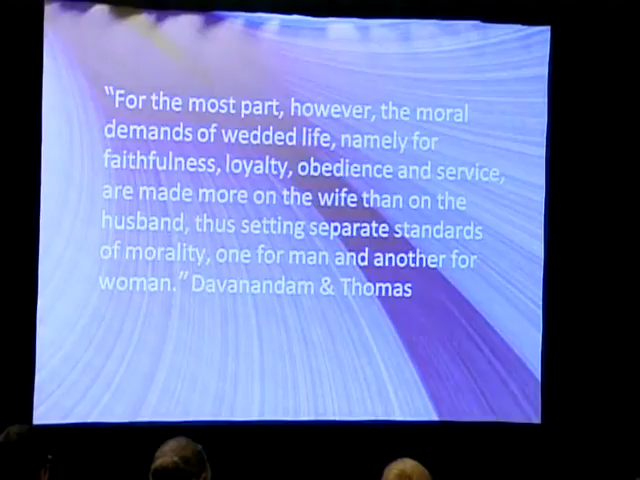 “For the most part, however, the moral
demands of wedded life, namely for
faithfulness, loyalty, obedience and service,
are made more on the wife than on the
husband, thus setting separate standards
of morality, one for man and another for
woman.” Davanandam & Thomas